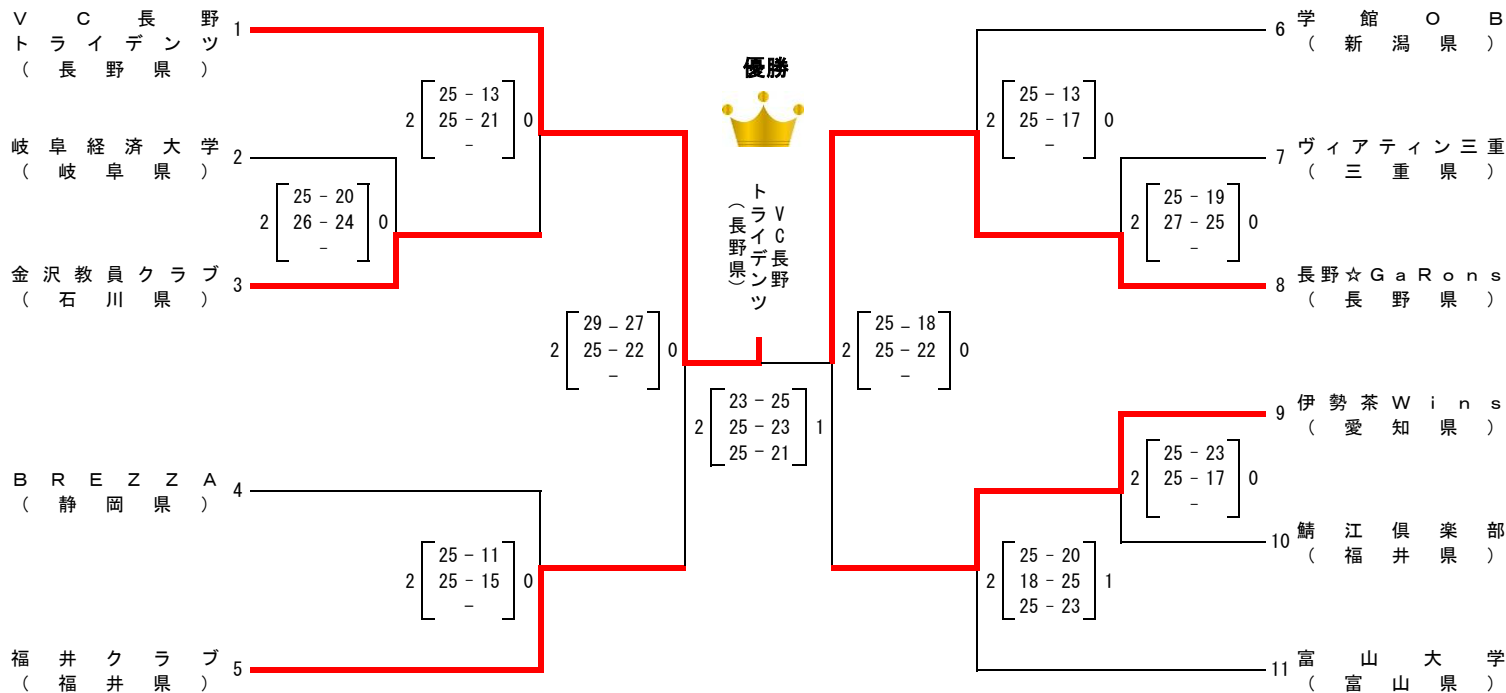 VC長野
トライデンツ
(長野県)
1
岐阜経済大学
(岐阜県)
2
金沢教員クラブ
(石川県)
3
BREZZA
(静岡県)
4
福井クラブ
(福井県)
5
2
25 - 13
25 - 21
-
0
2
25 - 20
26 - 24
-
0
2
29 - 27
25 - 22
-
0
2
25 - 11
25 - 15
-
0
優勝
VC長野
トライデンツ
(長野県)
2
23 - 25
25 - 23
25 - 21
1
2
25 - 18
25 - 22
-
0
2
25 - 13
25 - 17
-
0
2
25 - 19
27 - 25
-
0
2
25 - 23
25 - 17
-
0
2
25 - 20
18 - 25
25 - 23
1
6
学館OB
(新潟県)
7
ヴィアティン三重
(三重県)
8
長野☆GaRons
(長野県)
9
伊勢茶Wins
(愛知県)
10
鯖江倶楽部
(福井県)
11
富山大学
(富山県)